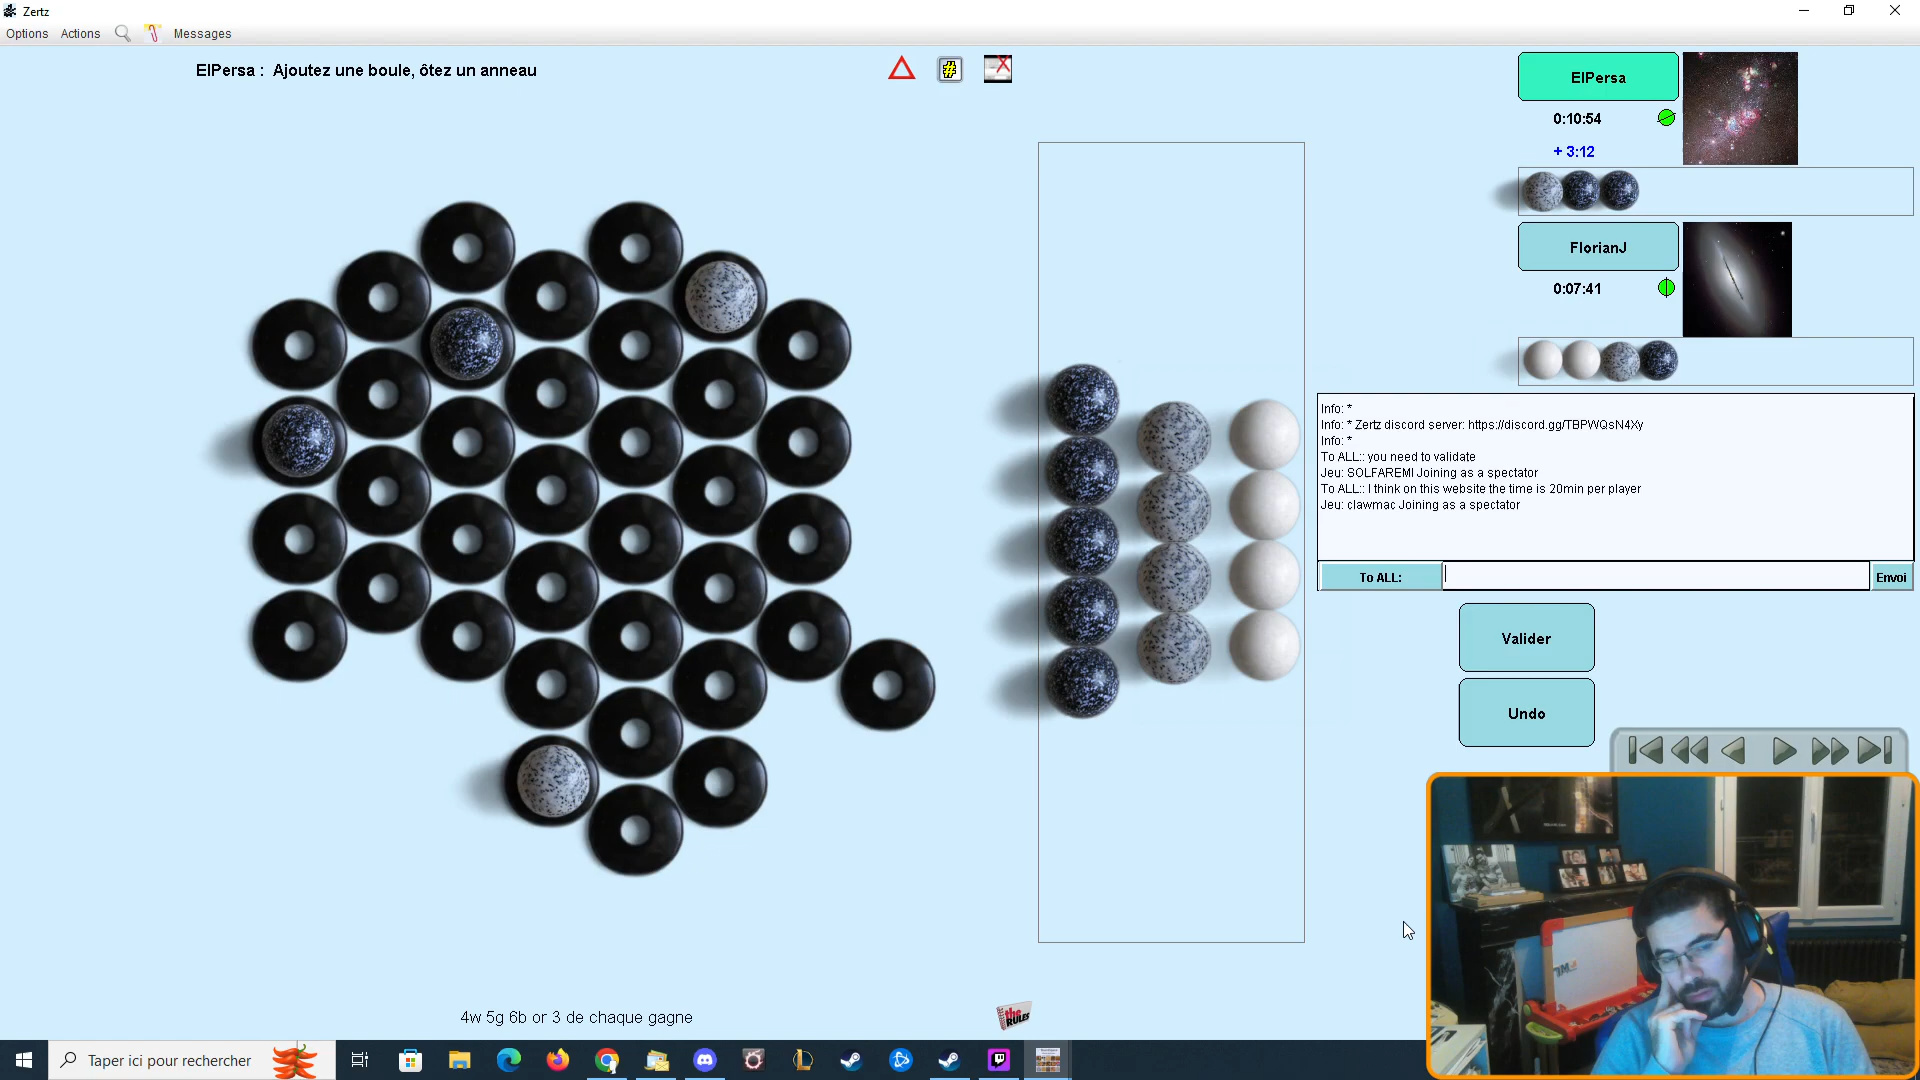 Zertz
Options Actions Messages
ElPersa : Ajoutez une boule, ôtez un anneau
#
ElPersa
0:10:54
+ 3:12
FlorianJ
0:07:41
Info: *
Info: * Zertz discord server: https://discord.gg/TBPWQsN4Xy
Info: *
To ALL:: you need to validate
Jeu: SOLFAREMI Joining as a spectator
To ALL:: I think on this website the time is 20min per player
Jeu: clawmac Joining as a spectator
To ALL: Envoi
Valider
Undo
4w 5g 6b or 3 de chaque gagne
the RULES
Taper ici pour rechercher